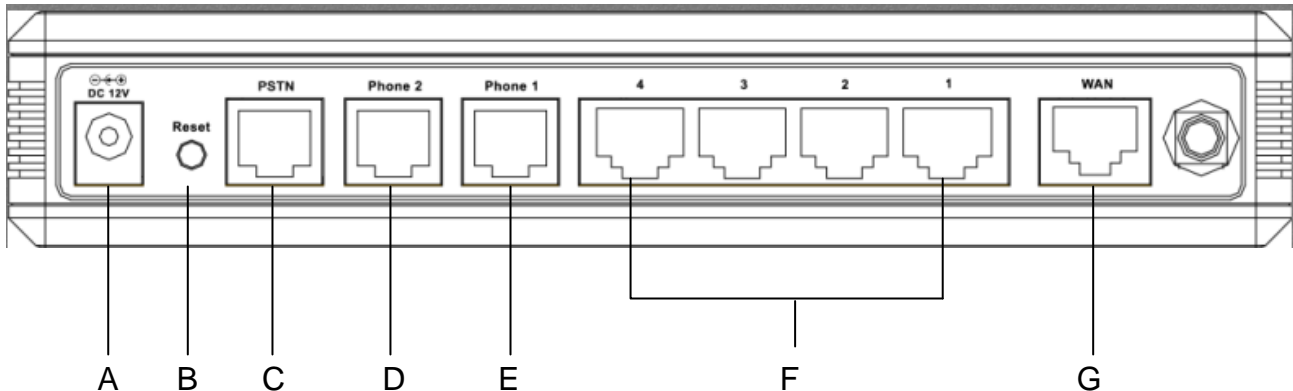 DC 12V
Reset
PSTN
Phone 2
Phone 1
4 3 2 1
WAN
A B C D E F G